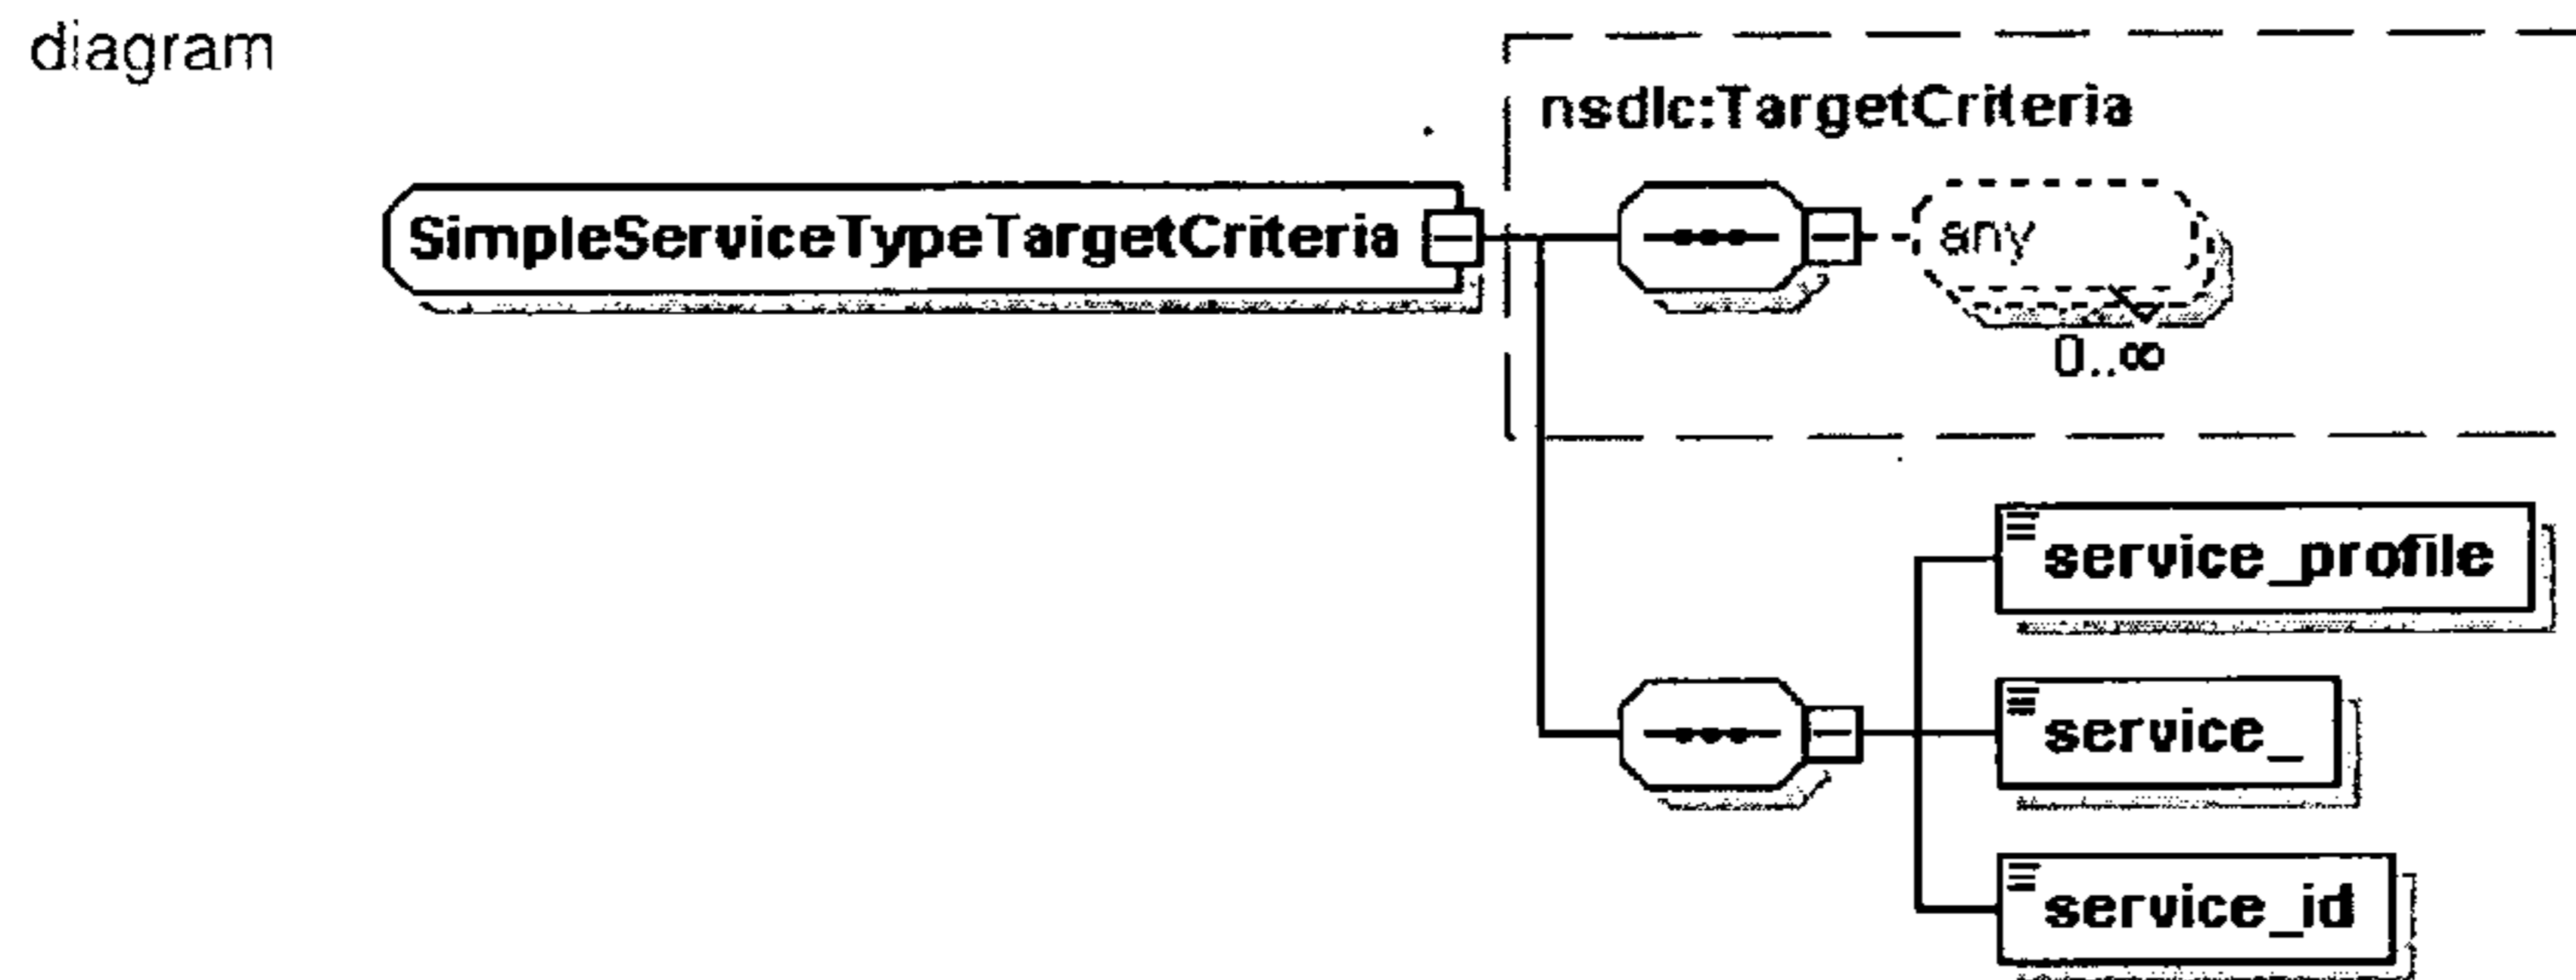 diagram
nsdlc:TargetCriteria
SimpleServiceTypeTargetCriteria
any
0..∞
service_profile
service_
service_id